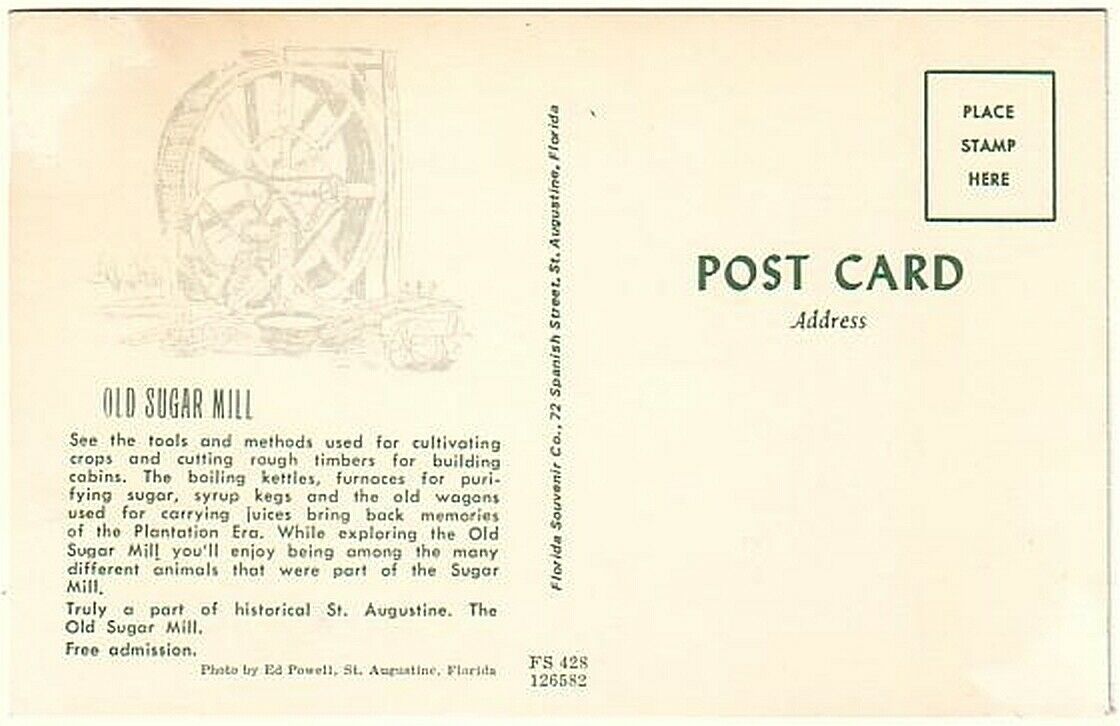 OLD SUGAR MILL
See the tools and methods used for cultivating
crops and cutting rough timbers for building
cabins. The boiling kettles, furnaces for puri-
fying sugar, syrup kegs and the old wagons
used for carrying juices bring back memories
of the Plantation Era. While exploring the Old
Sugar Mill you'll enjoy being among the many
different animals that were part of the Sugar
Mill.
Truly a part of historical St. Augustine. The
Old Sugar Mill.
Free admission.
Photo by Ed Powell, St. Augustine, Florida
Florida Souvenir Co., 72 Spanish Street, St. Augustine, Florida
FS 428
126582
PLACE
STAMP
HERE
POST CARD
Address